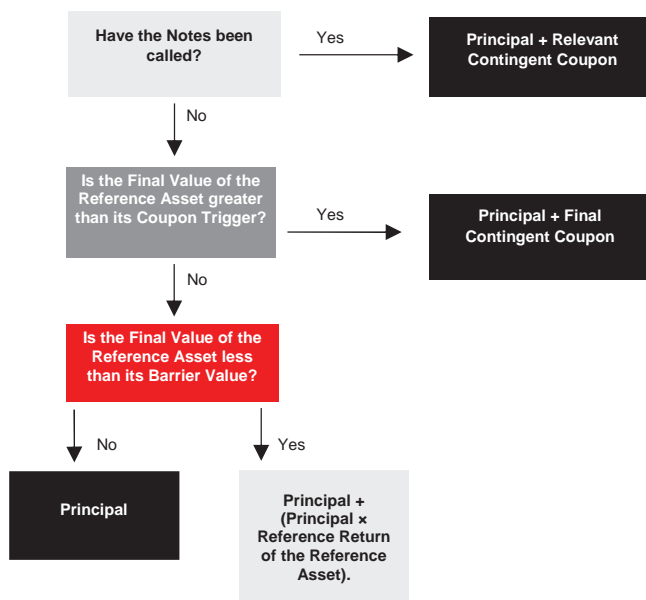 Have the Notes been
called?
Yes
Principal + Relevant
Contingent Coupon
No
Is the Final Value of the
Reference Asset greater
than its Coupon Trigger?
Yes
Principal + Final
Contingent Coupon
No
Is the Final Value of the
Reference Asset less
than its Barrier Value?
No
Yes
Principal
Principal +
(Principal ×
Reference Return
of the Reference
Asset).